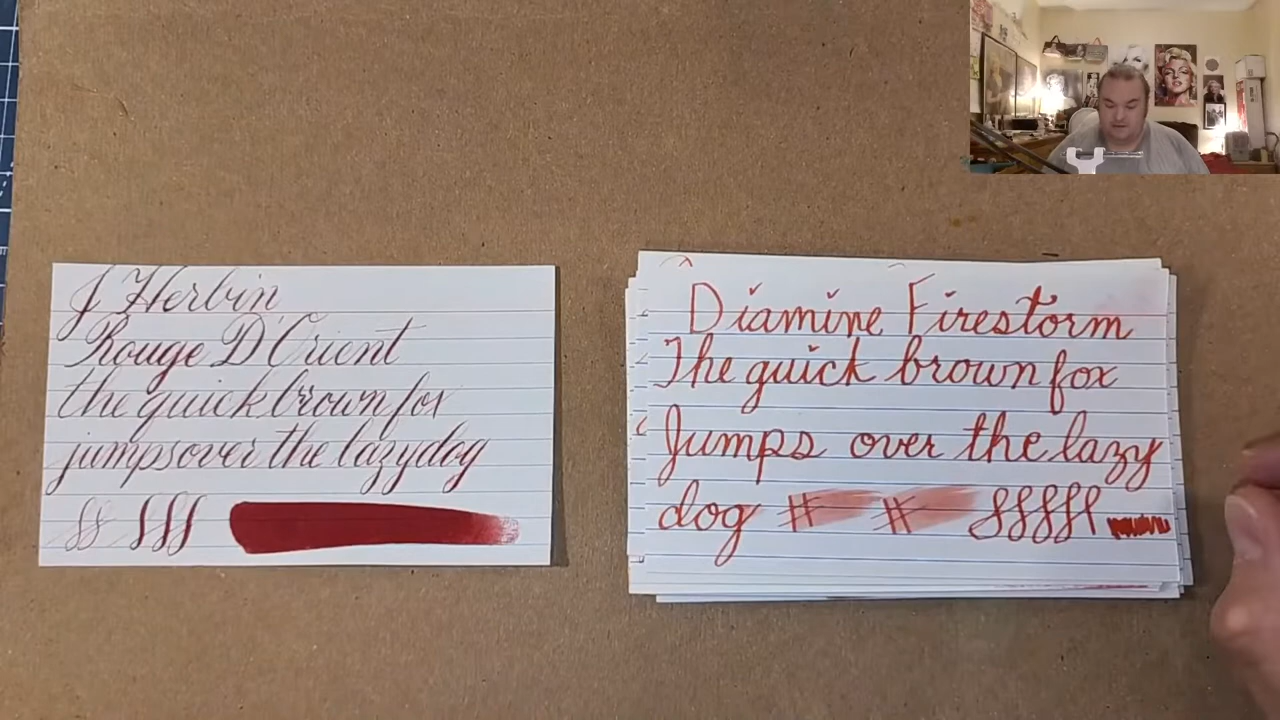 J Herbin
Rouge D'Orient
the quick brown fox
jumps over the lazy dog
Diamine Firestorm
The quick brown fox
Jumps over the lazy
dog